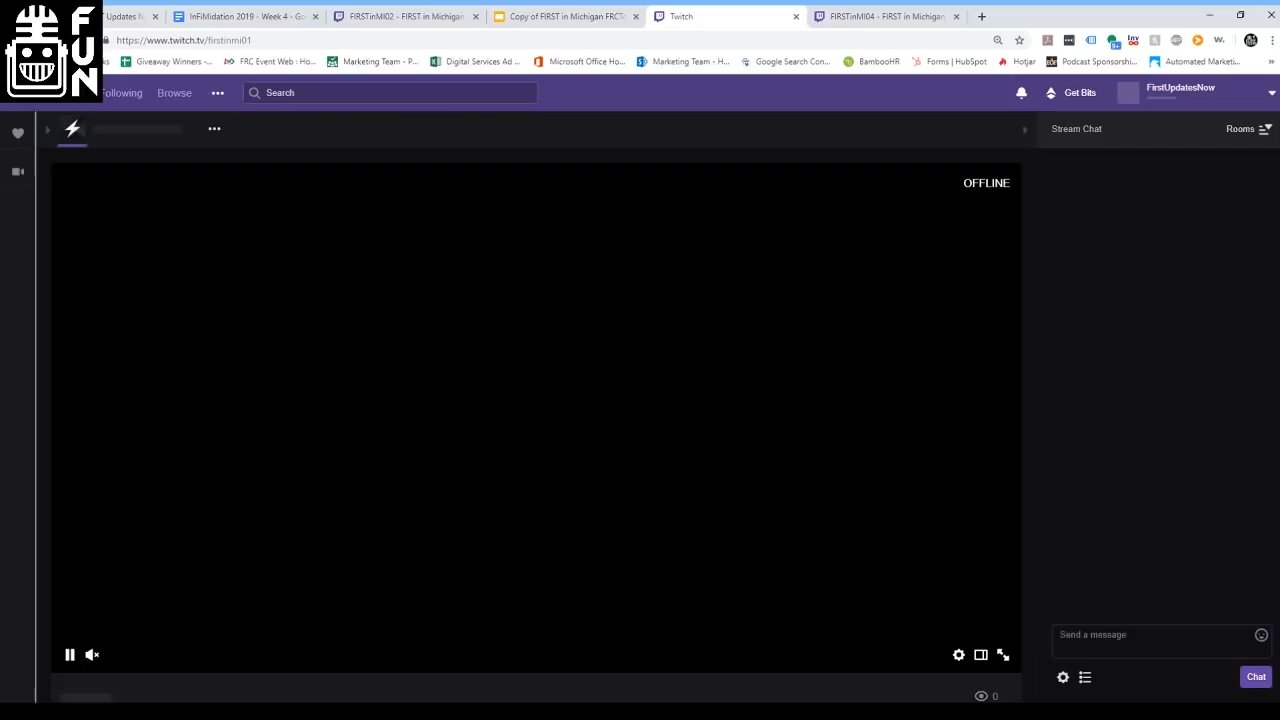 FUN
Updates N
InFiMidation 2019 - Week 4 - Go
FIRSTinMI02 - FIRST in Michigan
Copy of FIRST in Michigan FRCTo
Twitch
FIRSTinMI04 - FIRST in Michigan
https://www.twitch.tv/firstinmi01
Giveaway Winners -...
FRC Event Web : Ho...
Marketing Team - P...
Digital Services Ad ...
Microsoft Office Ho...
Marketing Team - H...
Google Search Con...
BambooHR
Forms | HubSpot
Hotjar
Podcast Sponsorshi...
Automated Marketi...
Following
Browse
Search
Get Bits
FirstUpdatesNow
Stream Chat
Rooms
OFFLINE
Send a message
0
Chat